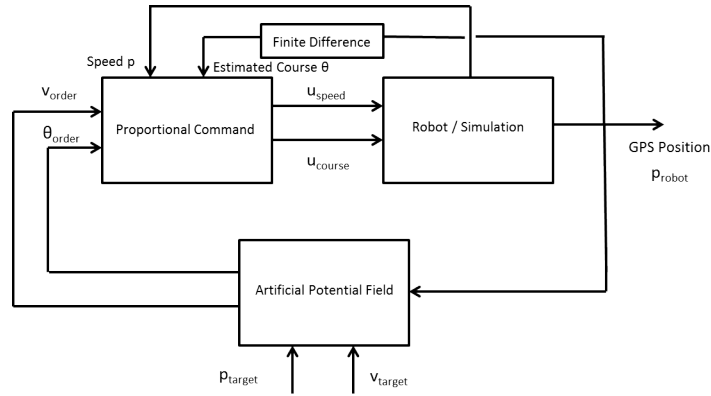 Finite Difference
Speed p
Estimated Course θ
v_order
u_speed
Proportional Command
Robot / Simulation
θ_order
u_course
GPS Position
p_robot
Artificial Potential Field
p_target
v_target